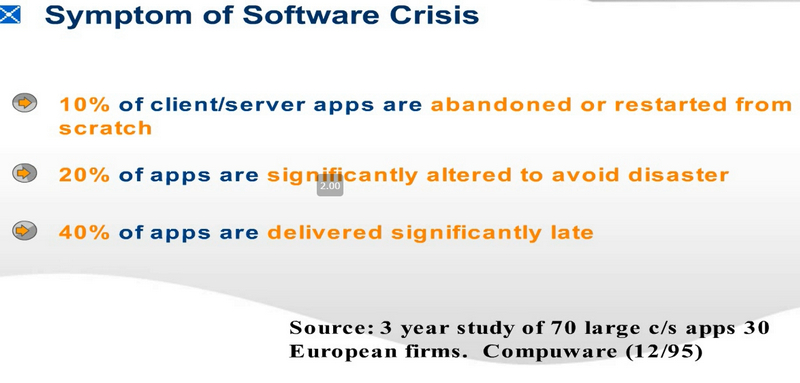 Symptom of Software Crisis
10% of client/server apps are abandoned or restarted from
scratch
20% of apps are significantly altered to avoid disaster
2.00
40% of apps are delivered significantly late
Source: 3 year study of 70 large c/s apps 30
European firms. Compuware (12/95)